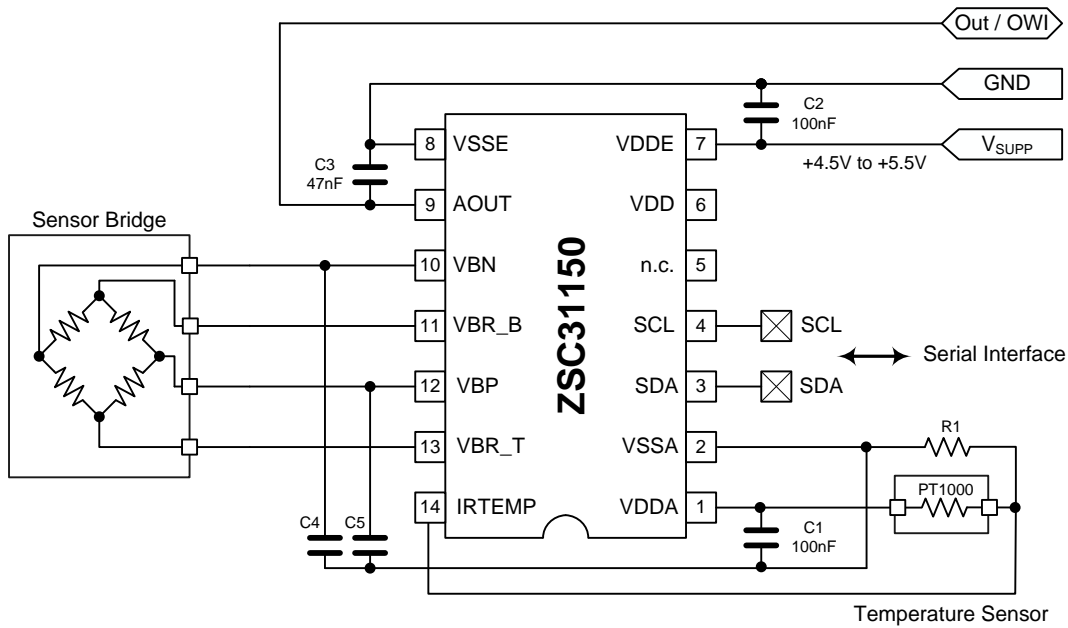 Out / OWI
GND
C2
100nF
V_SUPP
+4.5V to +5.5V
C3
47nF
8 VSSE
VDDE 7
9 AOUT
VDD 6
Sensor Bridge
10 VBN
n.c. 5
11 VBR_B
SCL 4
SCL
12 VBP
SDA 3
SDA
Serial Interface
13 VBR_T
VSSA 2
R1
14 IRTEMP
VDDA 1
PT1000
ZSC31150
C4
C5
C1
100nF
Temperature Sensor